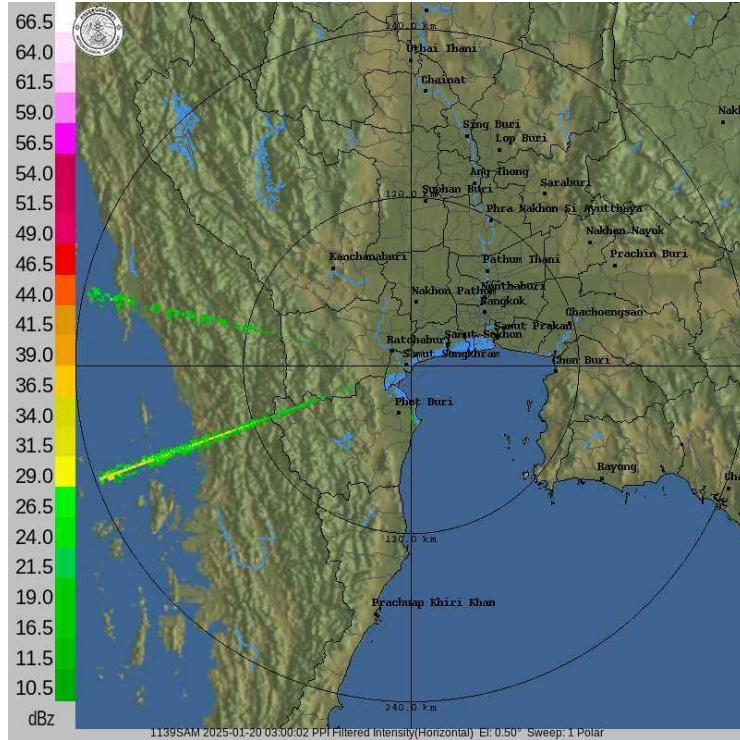 66.5
64.0
61.5
59.0
56.5
54.0
51.5
49.0
46.5
44.0
41.5
39.0
36.5
34.0
31.5
29.0
26.5
24.0
21.5
19.0
16.5
11.5
10.5
dBz
240.0 km
Uthai Thani
Chainat
Sing Buri
Lop Buri
Ang Thong
120.0 km
Suphan Buri
Saraburi
Phra Nakhon Si Ayutthaya
Nakhon Nayok
Kanchanaburi
Pathum Thani
Prachin Buri
Nonthaburi
Nakhon Pathom
Bangkok
Chachoengsao
Samut Prakan
Samut Sakhon
Ratchaburi
Samut Songkhram
Chon Buri
Phet Buri
Rayong
120.0 km
Prachuap Khiri Khan
240.0 km
1139SAM 2025-01-20 03:00:02 PPI Filtered Intensity(Horizontal) El: 0.50° Sweep: 1 Polar